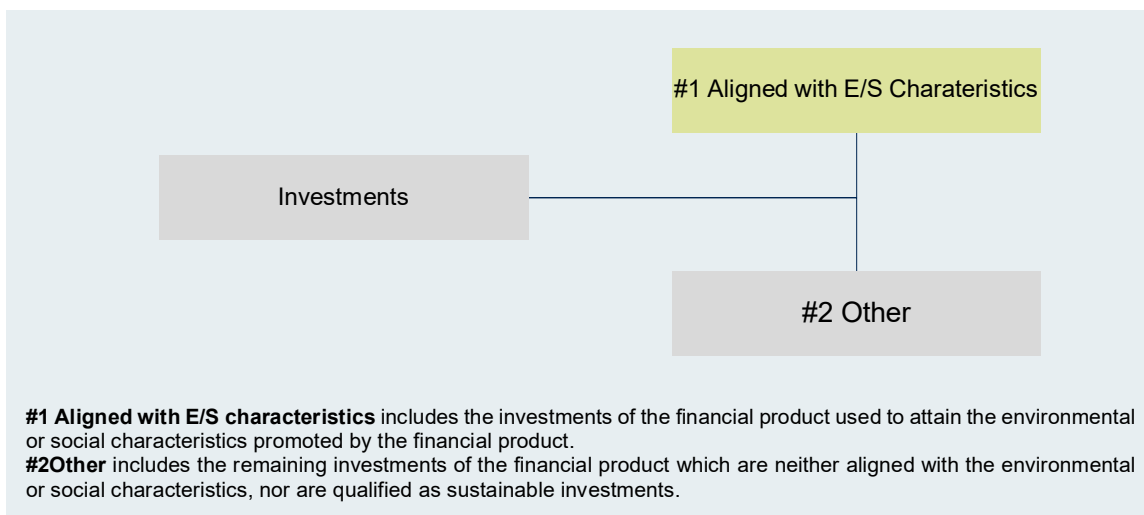 #1 Aligned with E/S Charateristics
Investments
#2 Other
#1 Aligned with E/S characteristics includes the investments of the financial product used to attain the environmental
or social characteristics promoted by the financial product.
#2Other includes the remaining investments of the financial product which are neither aligned with the environmental
or social characteristics, nor are qualified as sustainable investments.